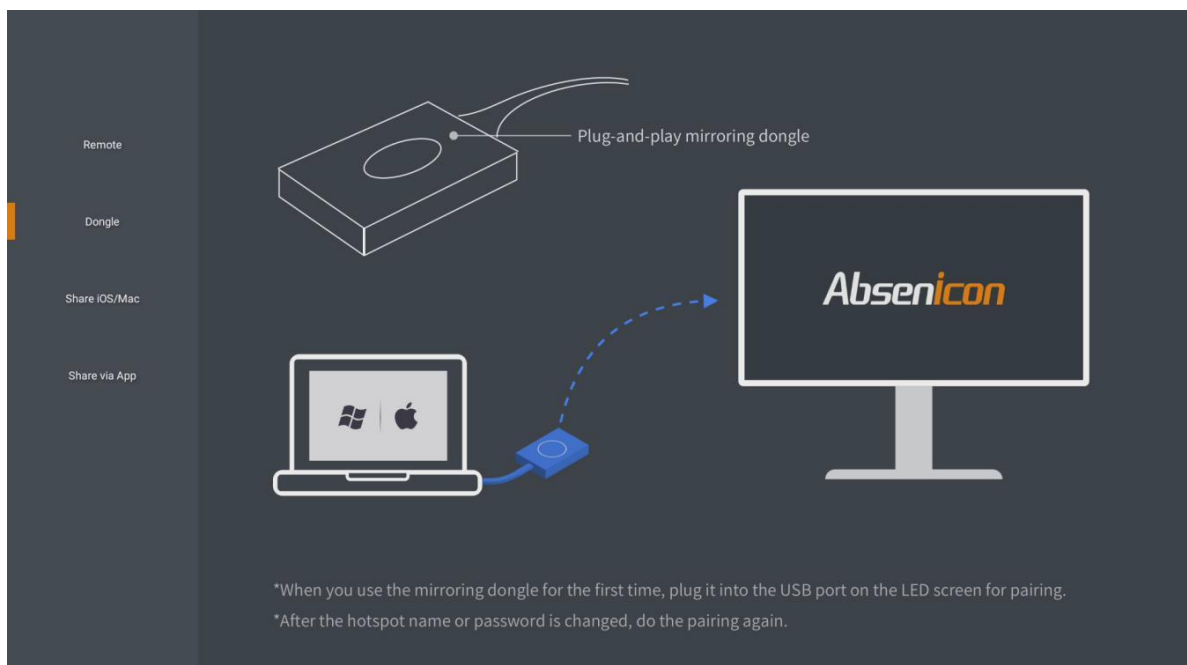 Remote
Dongle
Share iOS/Mac
Share via App
Plug-and-play mirroring dongle
Absenicon
*When you use the mirroring dongle for the first time, plug it into the USB port on the LED screen for pairing.
*After the hotspot name or password is changed, do the pairing again.